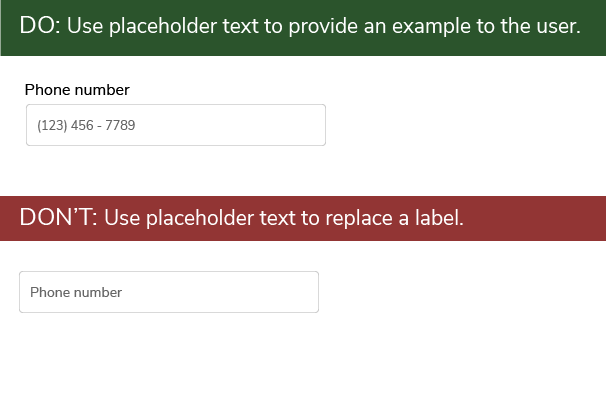 DO: Use placeholder text to provide an example to the user.
Phone number
(123) 456 - 7789
DON'T: Use placeholder text to replace a label.
Phone number